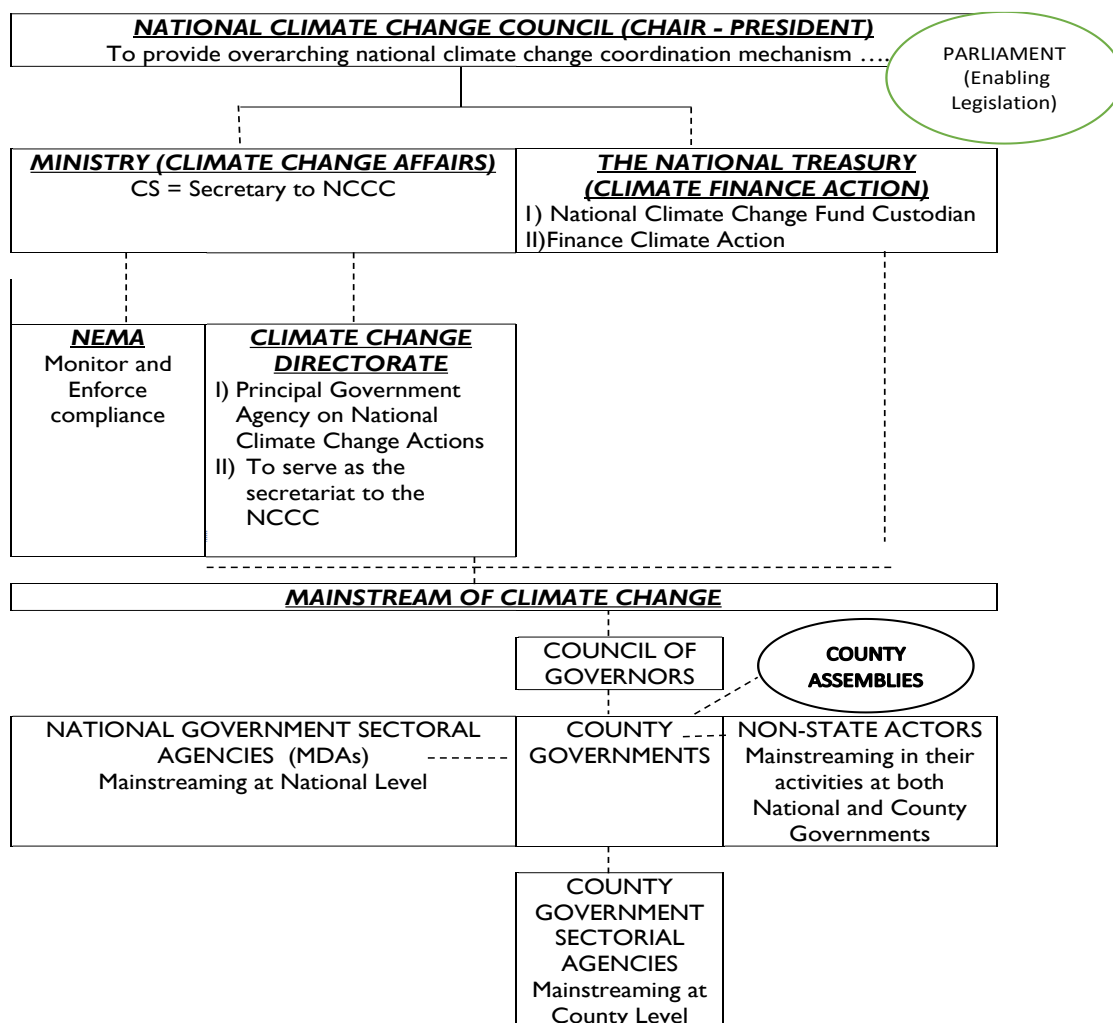 NATIONAL CLIMATE CHANGE COUNCIL (CHAIR - PRESIDENT)
To provide overarching national climate change coordination mechanism ….
PARLIAMENT
(Enabling
Legislation)
MINISTRY (CLIMATE CHANGE AFFAIRS)
CS = Secretary to NCCC
THE NATIONAL TREASURY
(CLIMATE FINANCE ACTION)
I) National Climate Change Fund Custodian
II)Finance Climate Action
NEMA
Monitor and
Enforce
compliance
CLIMATE CHANGE
DIRECTORATE
I) Principal Government
Agency on National
Climate Change Actions
II) To serve as the
secretariat to the
NCCC
MAINSTREAM OF CLIMATE CHANGE
COUNCIL OF
GOVERNORS
COUNTY
ASSEMBLIES
NATIONAL GOVERNMENT SECTORAL
AGENCIES (MDAs)
Mainstreaming at National Level
COUNTY
GOVERNMENTS
NON-STATE ACTORS
Mainstreaming in their
activities at both
National and County
Governments
COUNTY
GOVERNMENT
SECTORIAL
AGENCIES
Mainstreaming at
County Level